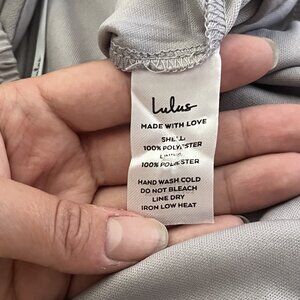 Lulus
MADE WITH LOVE
SHELL
100% POLYESTER
LINING
100% POLYESTER
HAND WASH COLD
DO NOT BLEACH
LINE DRY
IRON LOW HEAT